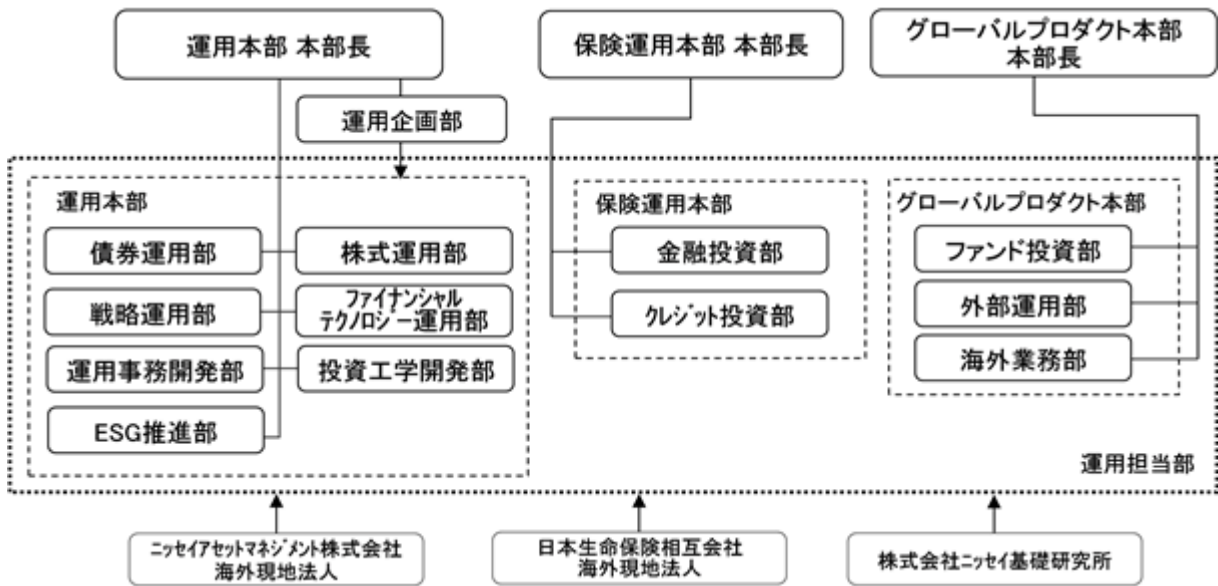 運用本部 本部長
保険運用本部 本部長
グローバルプロダクト本部
本部長
運用企画部
運用本部
債券運用部
株式運用部
戦略運用部
ファイナンシャル
テクノロジー運用部
運用事務開発部
投資工学開発部
ESG推進部
保険運用本部
金融投資部
クレジット投資部
グローバルプロダクト本部
ファンド投資部
外部運用部
海外業務部
運用担当部
ニッセイアセットマネジメント株式会社
海外現地法人
日本生命保険相互会社
海外現地法人
株式会社ニッセイ基礎研究所